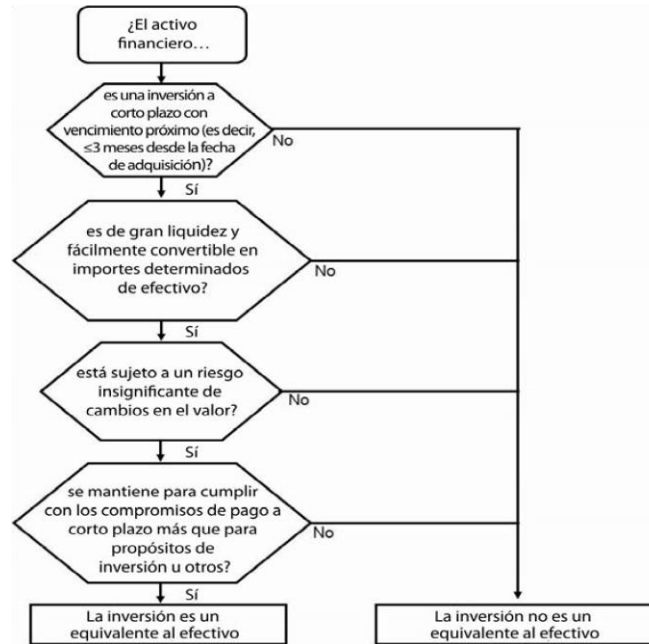 ¿El activo
financiero…
es una inversión a
corto plazo con
vencimiento próximo (es decir,
≤3 meses desde la fecha
de adquisición)?
No
Sí
es de gran liquidez y
fácilmente convertible en
importes determinados
de efectivo?
No
Sí
está sujeto a un riesgo
insignificante de
cambios en el valor?
No
Sí
se mantiene para cumplir
con los compromisos de pago a
corto plazo más que para
propósitos de
inversión u otros?
No
Sí
La inversión es un
equivalente al efectivo
La inversión no es un
equivalente al efectivo